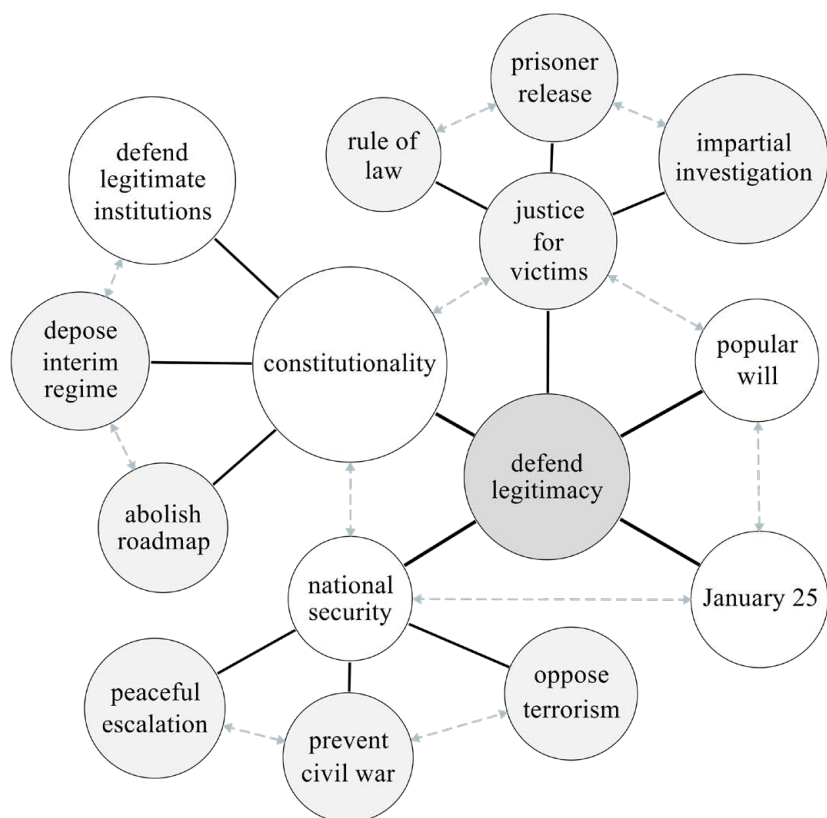 prisoner
release
rule of
law
impartial
investigation
defend
legitimate
institutions
justice
for
victims
depose
interim
regime
constitutionality
popular
will
defend
legitimacy
abolish
roadmap
national
security
January 25
peaceful
escalation
prevent
civil war
oppose
terrorism